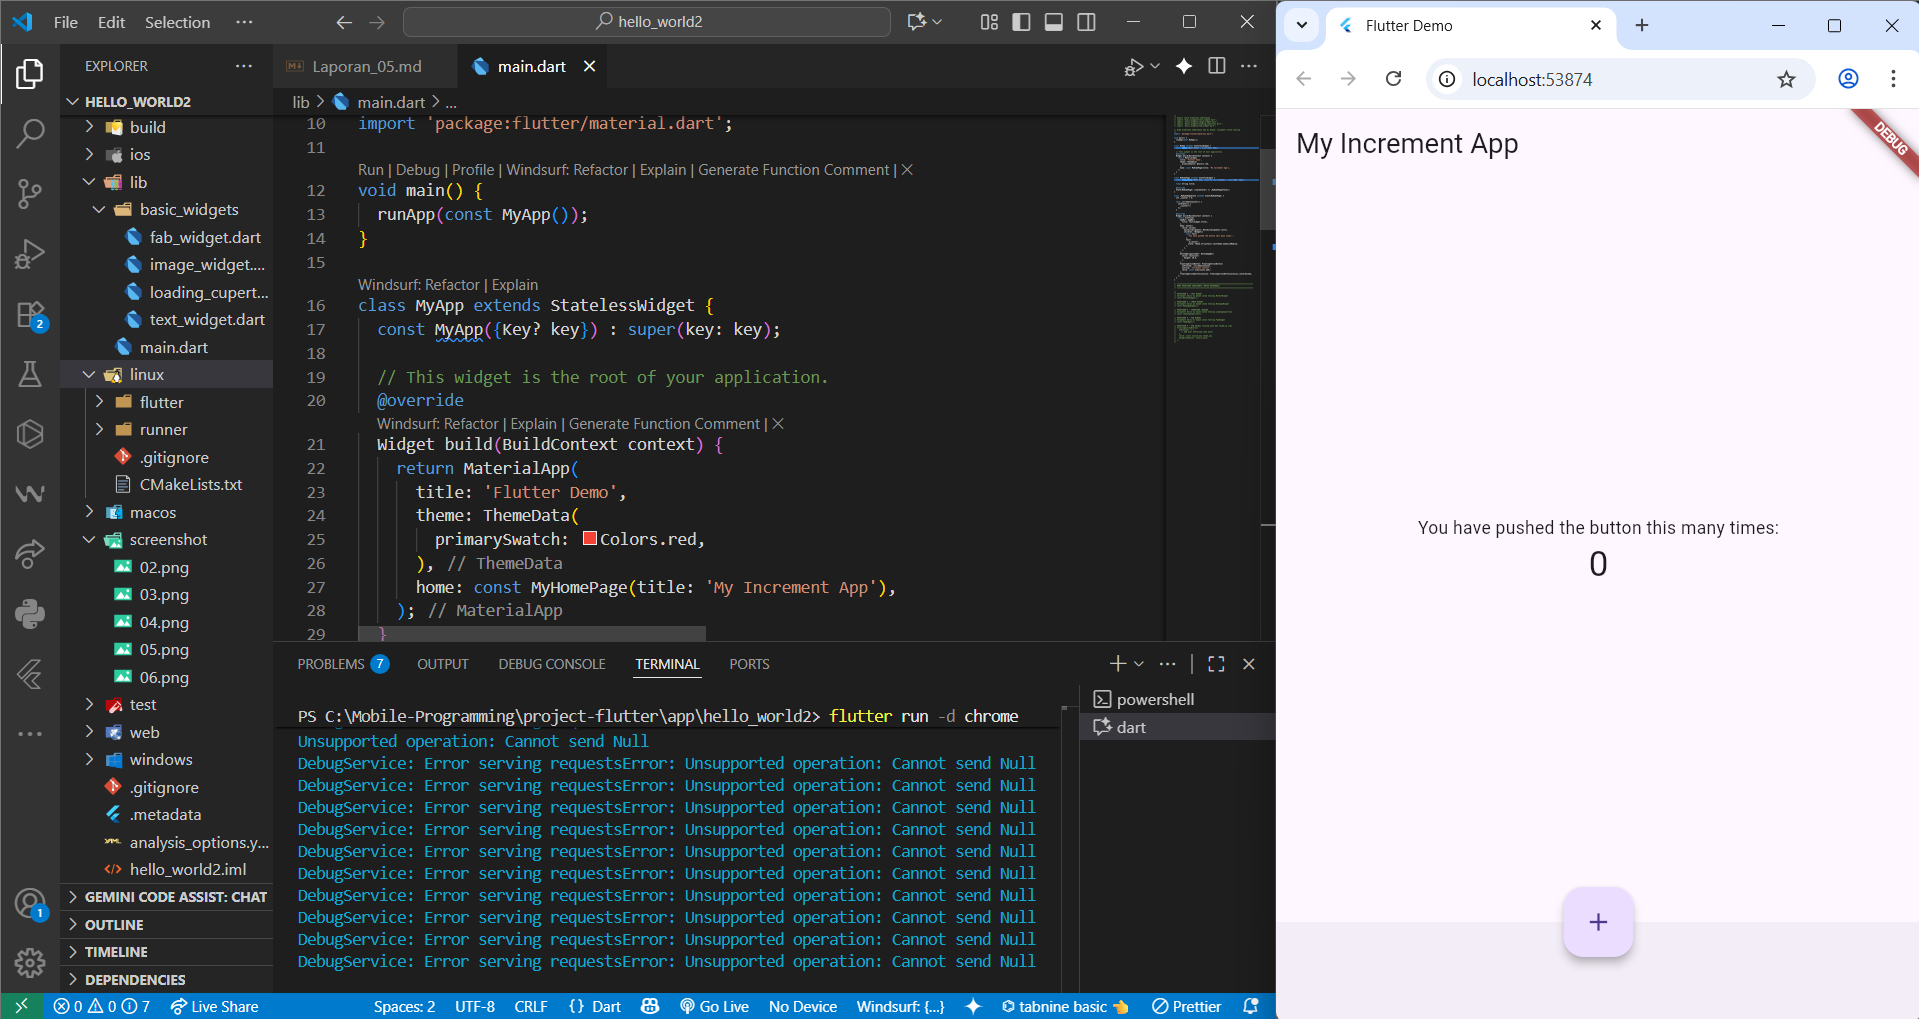 File Edit Selection ···
hello_world2
EXPLORER ···
HELLO_WORLD2
build
ios
lib
basic_widgets
fab_widget.dart
image_widget....
loading_cupert...
text_widget.dart
main.dart
linux
flutter
runner
.gitignore
CMakeLists.txt
macos
screenshot
02.png
03.png
04.png
05.png
06.png
test
web
windows
.gitignore
.metadata
analysis_options.y...
hello_world2.iml
GEMINI CODE ASSIST: CHAT
OUTLINE
TIMELINE
DEPENDENCIES
2
1
Laporan_05.md main.dart
lib > main.dart > ...
10 import 'package:flutter/material.dart';
11
Run | Debug | Profile | Windsurf: Refactor | Explain | Generate Function Comment | ×
12 void main() {
13 runApp(const MyApp());
14 }
15
Windsurf: Refactor | Explain
16 class MyApp extends StatelessWidget {
17 const MyApp({Key? key}) : super(key: key);
18
19 // This widget is the root of your application.
20 @override
Windsurf: Refactor | Explain | Generate Function Comment | ×
21 Widget build(BuildContext context) {
22 return MaterialApp(
23 title: 'Flutter Demo',
24 theme: ThemeData(
25 primarySwatch: Colors.red,
26 ), // ThemeData
27 home: const MyHomePage(title: 'My Increment App'),
28 ); // MaterialApp
29 }
PROBLEMS 7 OUTPUT DEBUG CONSOLE TERMINAL PORTS
PS C:\Mobile-Programming\project-flutter\app\hello_world2> flutter run -d chrome
Unsupported operation: Cannot send Null
DebugService: Error serving requestsError: Unsupported operation: Cannot send Null
DebugService: Error serving requestsError: Unsupported operation: Cannot send Null
DebugService: Error serving requestsError: Unsupported operation: Cannot send Null
DebugService: Error serving requestsError: Unsupported operation: Cannot send Null
DebugService: Error serving requestsError: Unsupported operation: Cannot send Null
DebugService: Error serving requestsError: Unsupported operation: Cannot send Null
DebugService: Error serving requestsError: Unsupported operation: Cannot send Null
DebugService: Error serving requestsError: Unsupported operation: Cannot send Null
DebugService: Error serving requestsError: Unsupported operation: Cannot send Null
DebugService: Error serving requestsError: Unsupported operation: Cannot send Null
powershell
dart
0 0 7 Live Share Spaces: 2 UTF-8 CRLF {} Dart Go Live No Device Windsurf: {...} tabnine basic 👈 Prettier
Flutter Demo
localhost:53874
DEBUG
My Increment App
You have pushed the button this many times:
0
+